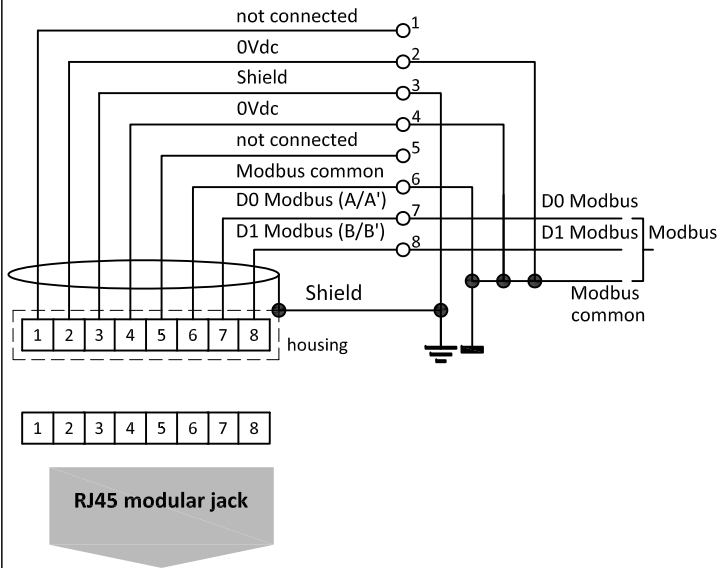 not connected 1
0Vdc 2
Shield 3
0Vdc 4
not connected 5
Modbus common 6
D0 Modbus (A/A') 7 D0 Modbus
D1 Modbus (B/B') 8 D1 Modbus Modbus
Shield Modbus
common
1 2 3 4 5 6 7 8 housing
1 2 3 4 5 6 7 8
RJ45 modular jack